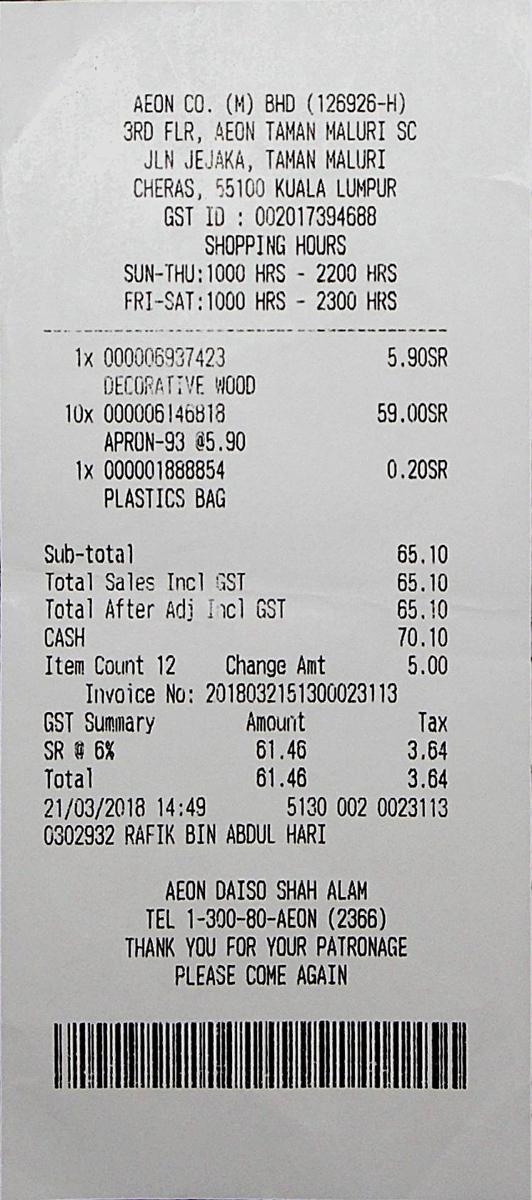 AEON CO. (M) BHD (126926-H)
3RD FLR, AEON TAMAN MALURI SC
JLN JEJAKA, TAMAN MALURI
CHERAS, 55100 KUALA LUMPUR
GST ID : 002017394688
SHOPPING HOURS
SUN-THU:1000 HRS - 2200 HRS
FRI-SAT:1000 HRS - 2300 HRS
1x 000006937423 5.90SR
DECORATIVE WOOD
10x 000006146818 59.00SR
APRON-93 @5.90
1x 000001888854 0.20SR
PLASTICS BAG
Sub-total 65.10
Total Sales Incl GST 65.10
Total After Adj Incl GST 65.10
CASH 70.10
Item Count 12 Change Amt 5.00
Invoice No: 2018032151300023113
GST Summary Amount Tax
SR @ 6% 61.46 3.64
Total 61.46 3.64
21/03/2018 14:49 5130 002 0023113
0302932 RAFIK BIN ABDUL HARI
AEON DAISO SHAH ALAM
TEL 1-300-80-AEON (2366)
THANK YOU FOR YOUR PATRONAGE
PLEASE COME AGAIN